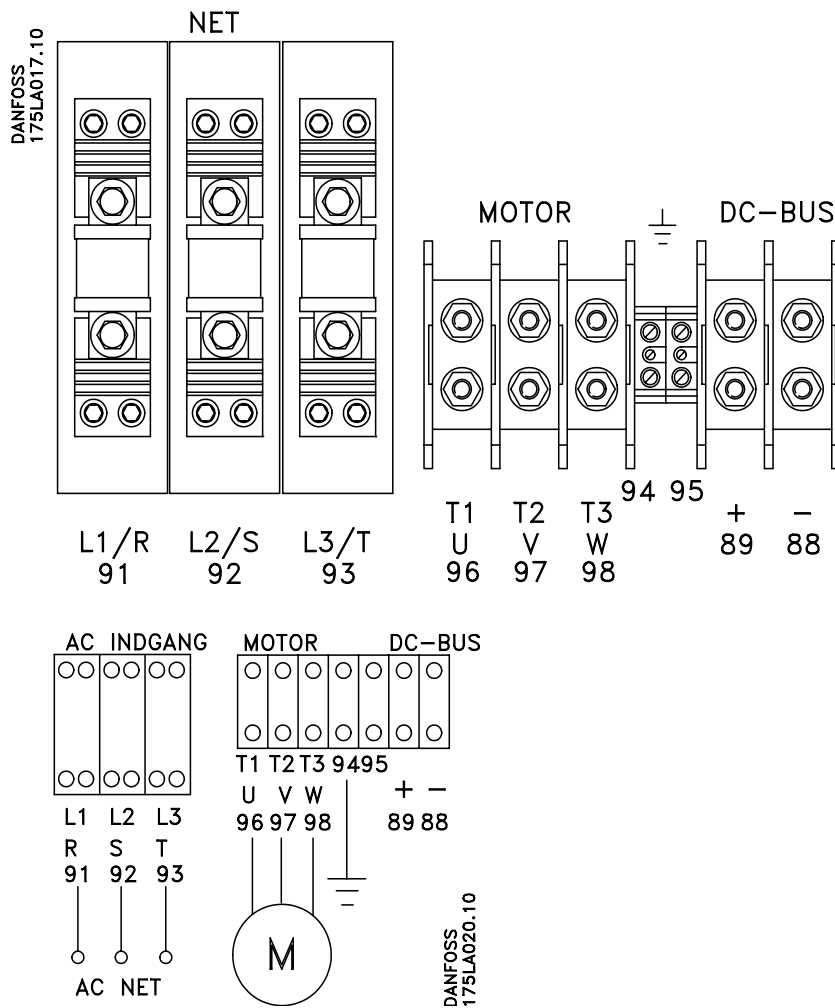 NET
DANFOSS
175LA017.10
MOTOR DC-BUS
94 95
L1/R L2/S L3/T
91 92 93
T1 T2 T3 + -
U V W 89 88
96 97 98
AC INDGANG
L1 L2 L3
R S T
91 92 93
AC NET
MOTOR DC-BUS
T1 T2 T3 94 95
U V W + -
96 97 98 89 88
M
DANFOSS
175LA020.10